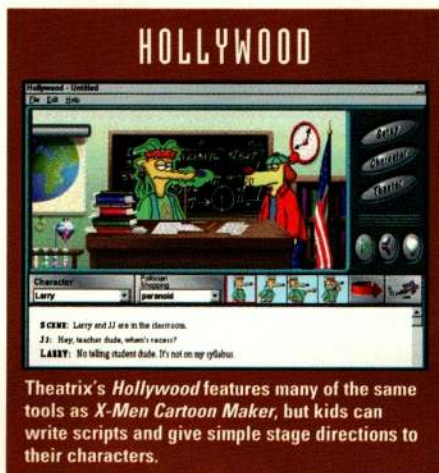 HOLLYWOOD
Hollywood - Untitled
File Edit Help
Setup
Character
Theater
Character
Larry
paranoid
SCENE: Larry and JJ are in the classroom.
JJ: Hey, teacher dude, when's recess?
LARRY: No telling student dude. It's not on my syllabus.
Theatrix's Hollywood features many of the same
tools as X-Men Cartoon Maker, but kids can
write scripts and give simple stage directions to
their characters.